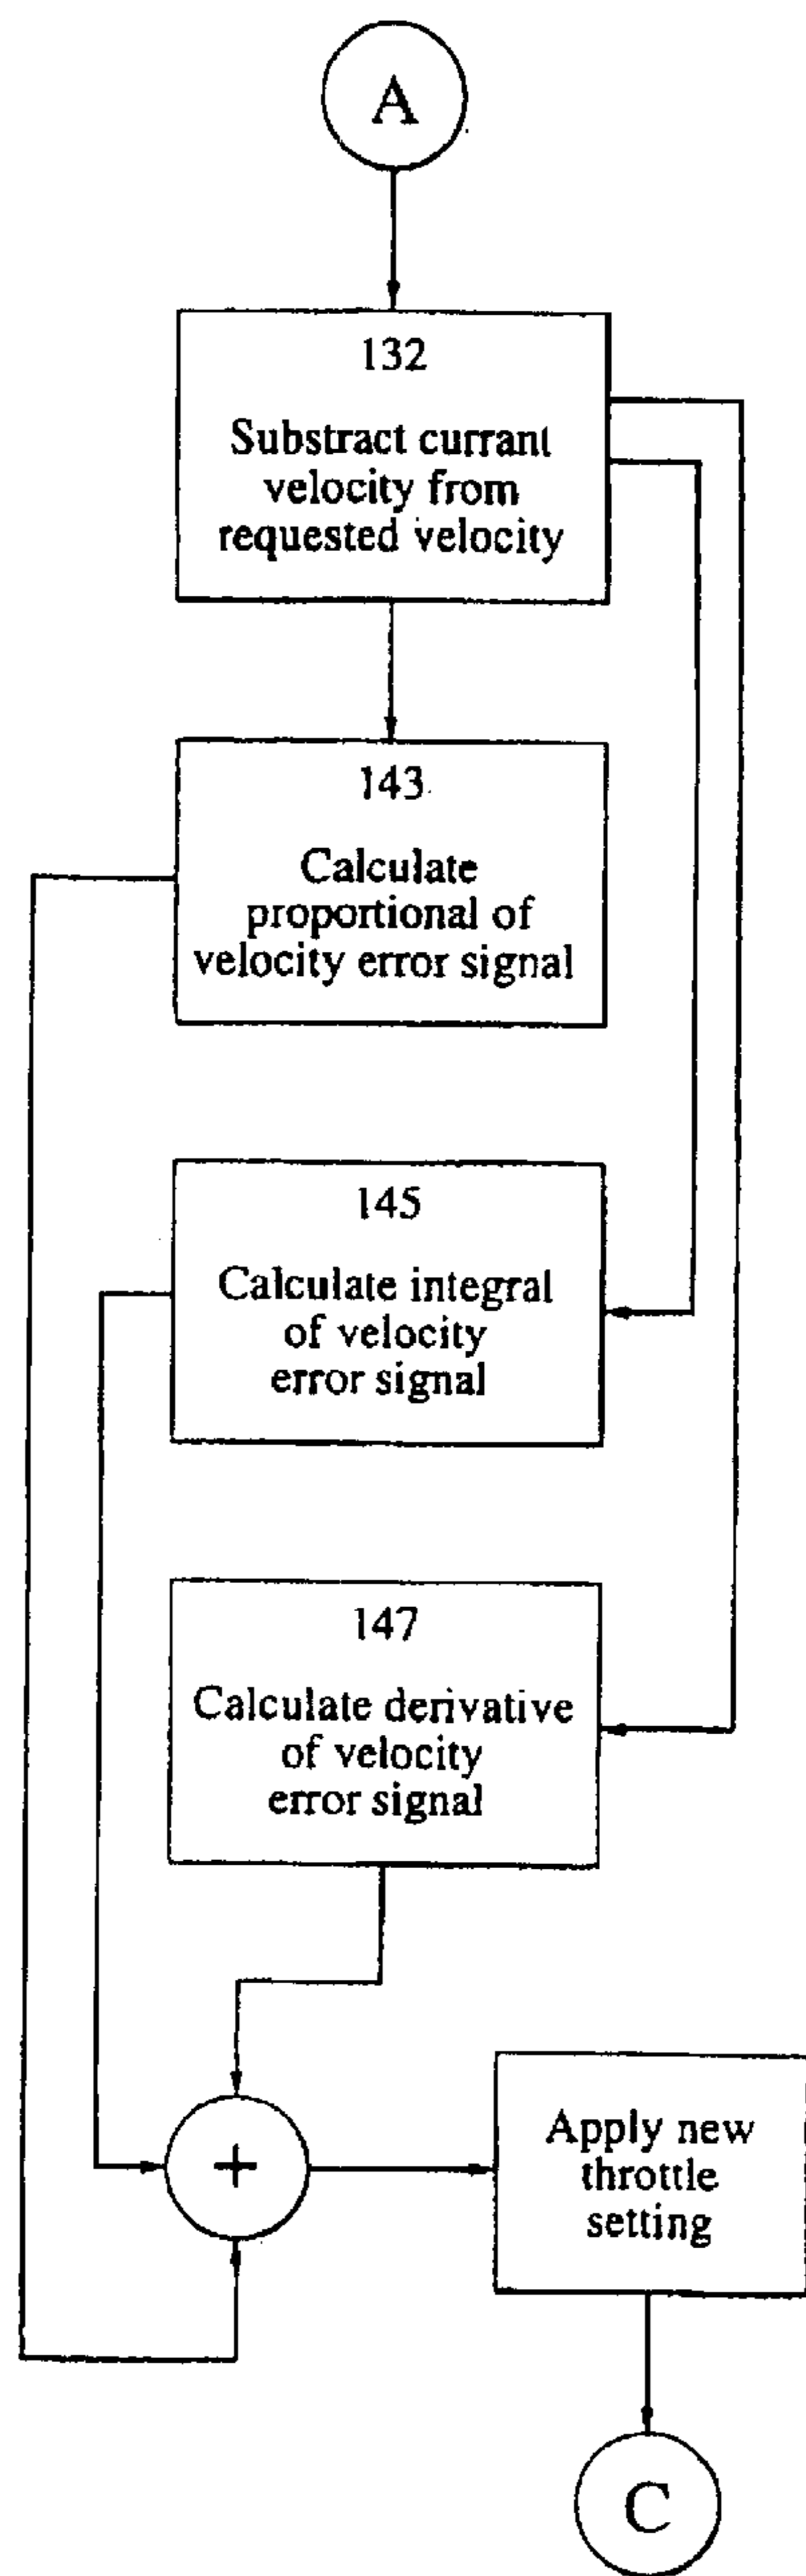 A
132
Substract currant
velocity from
requested velocity
143
Calculate
proportional of
velocity error signal
145
Calculate integral
of velocity
error signal
147
Calculate derivative
of velocity
error signal
+
Apply new
throttle
setting
C